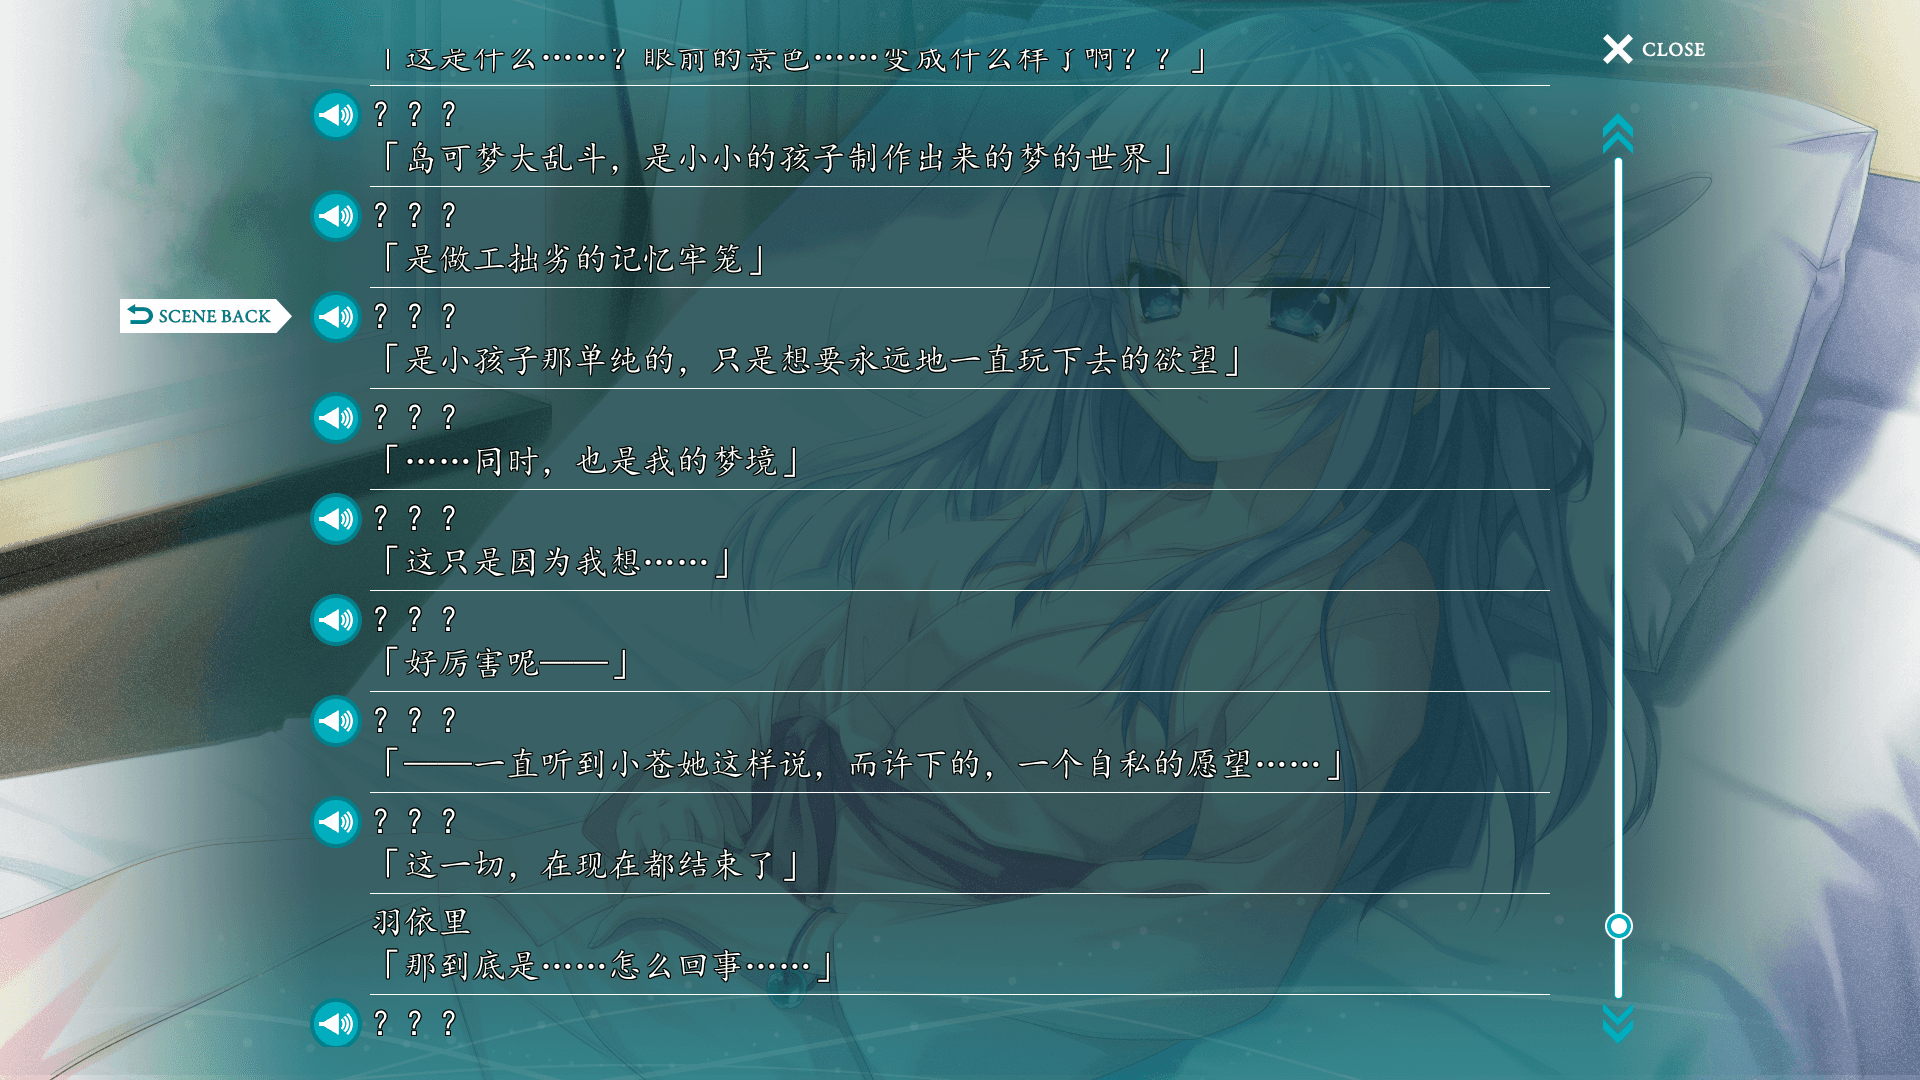 「这是什么……？眼前的景色……变成什么样了啊？？」
CLOSE
？？？
「岛可梦大乱斗，是小小的孩子制作出来的梦的世界」
？？？
「是做工拙劣的记忆牢笼」
SCENE BACK
？？？
「是小孩子那单纯的，只是想要永远地一直玩下去的欲望」
？？？
「……同时，也是我的梦境」
？？？
「这只是因为我想……」
？？？
「好厉害呢——」
？？？
「——一直听到小苍她这样说，而许下的，一个自私的愿望……」
？？？
「这一切，在现在都结束了」
羽依里
「那到底是……怎么回事……」
？？？